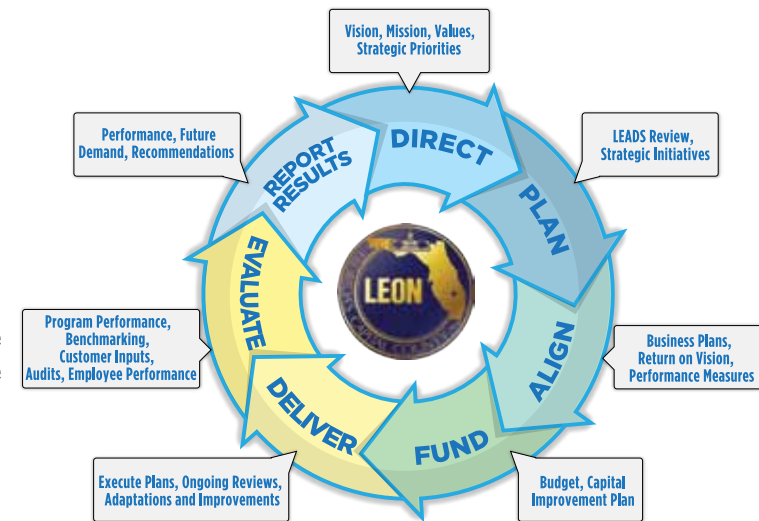 Vision, Mission, Values,
Strategic Priorities
DIRECT
LEADS Review,
Strategic Initiatives
PLAN
Business Plans,
Return on Vision,
Performance Measures
ALIGN
Budget, Capital
Improvement Plan
FUND
Execute Plans, Ongoing Reviews,
Adaptations and Improvements
DELIVER
Program Performance,
Benchmarking,
Customer Inputs,
Audits, Employee Performance
EVALUATE
Performance, Future
Demand, Recommendations
REPORT
RESULTS
LEON